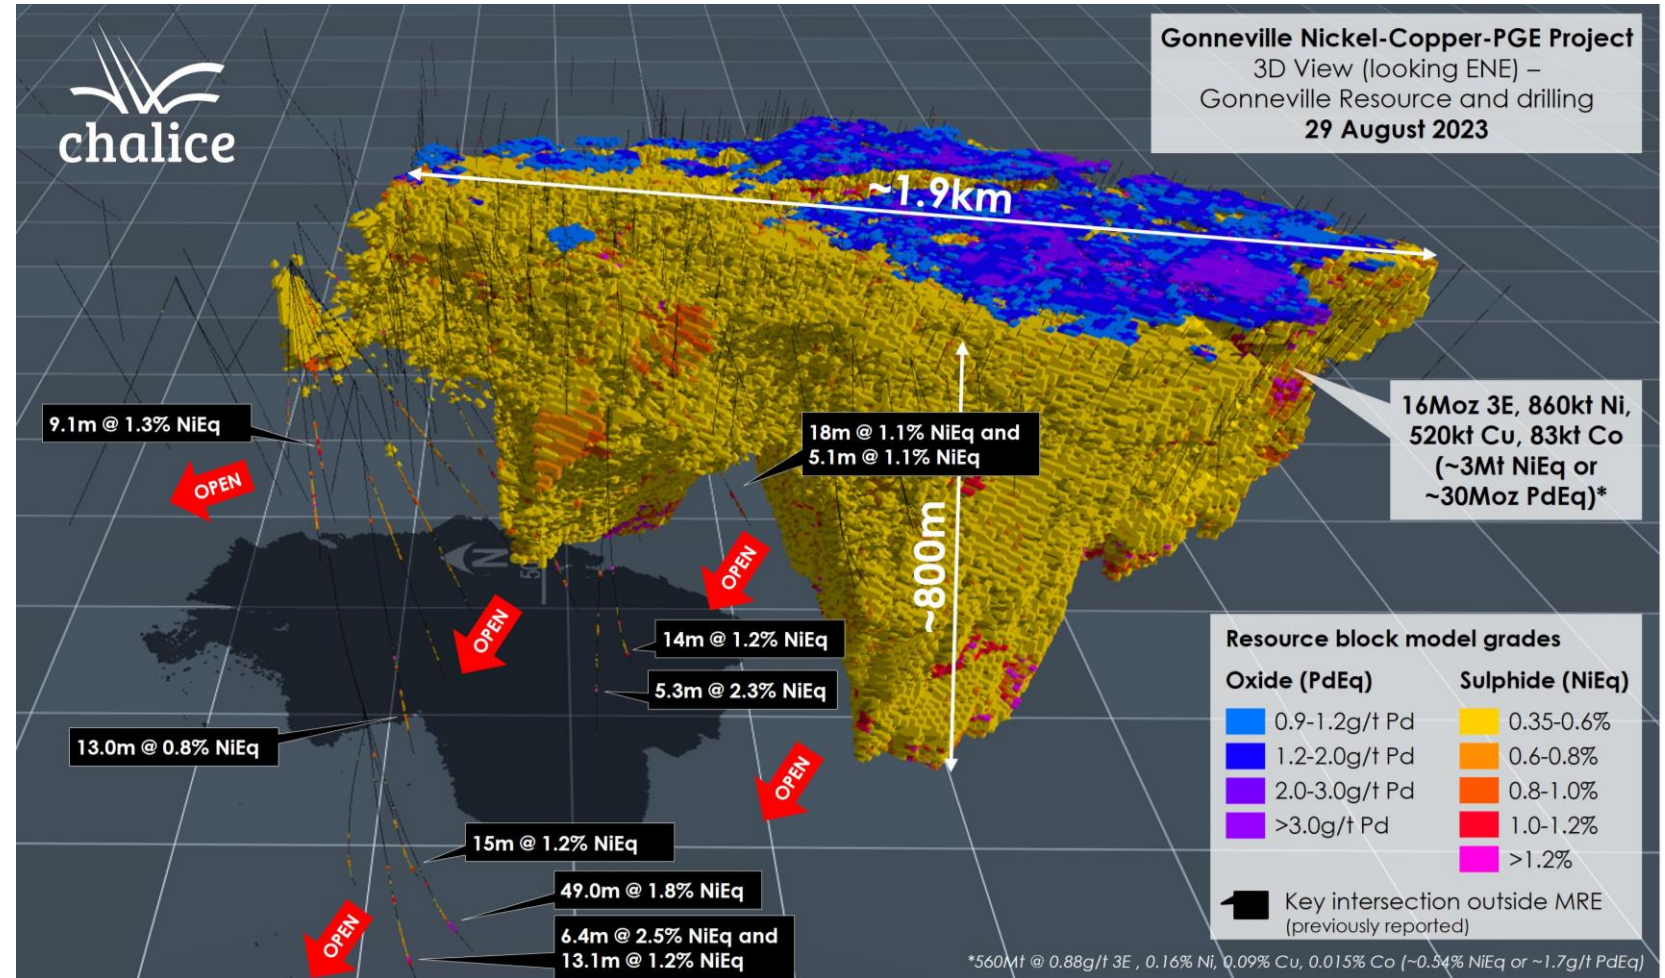 chalice
Gonneville Nickel-Copper-PGE Project
3D View (looking ENE) –
Gonneville Resource and drilling
29 August 2023
~1.9km
9.1m @ 1.3% NiEq
OPEN
18m @ 1.1% NiEq and
5.1m @ 1.1% NiEq
16Moz 3E, 860kt Ni,
520kt Cu, 83kt Co
(~3Mt NiEq or
~30Moz PdEq)*
~800m
N
OPEN
OPEN
14m @ 1.2% NiEq
5.3m @ 2.3% NiEq
13.0m @ 0.8% NiEq
OPEN
15m @ 1.2% NiEq
49.0m @ 1.8% NiEq
6.4m @ 2.5% NiEq and
13.1m @ 1.2% NiEq
OPEN
Resource block model grades
Oxide (PdEq) Sulphide (NiEq)
0.9-1.2g/t Pd 0.35-0.6%
1.2-2.0g/t Pd 0.6-0.8%
2.0-3.0g/t Pd 0.8-1.0%
>3.0g/t Pd 1.0-1.2%
>1.2%
Key intersection outside MRE
(previously reported)
*560Mt @ 0.88g/t 3E , 0.16% Ni, 0.09% Cu, 0.015% Co (~0.54% NiEq or ~1.7g/t PdEq)